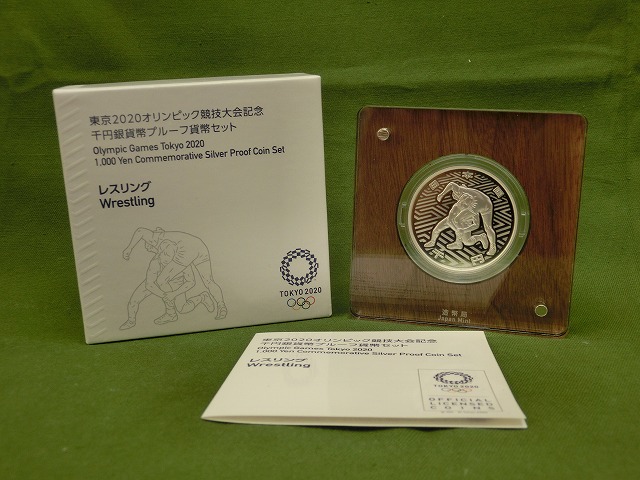 東京2020オリンピック競技大会記念
千円銀貨幣プルーフ貨幣セット
Olympic Games Tokyo 2020
1,000 Yen Commemorative Silver Proof Coin Set
レスリング
Wrestling
TOKYO 2020
日本国
千円
造幣局
Japan Mint
東京2020オリンピック競技大会記念
千円銀貨幣プルーフ貨幣セット
Olympic Games Tokyo 2020
1,000 Yen Commemorative Silver Proof Coin Set
レスリング
Wrestling
TOKYO 2020
OFFICIAL
LICENSED
COINS